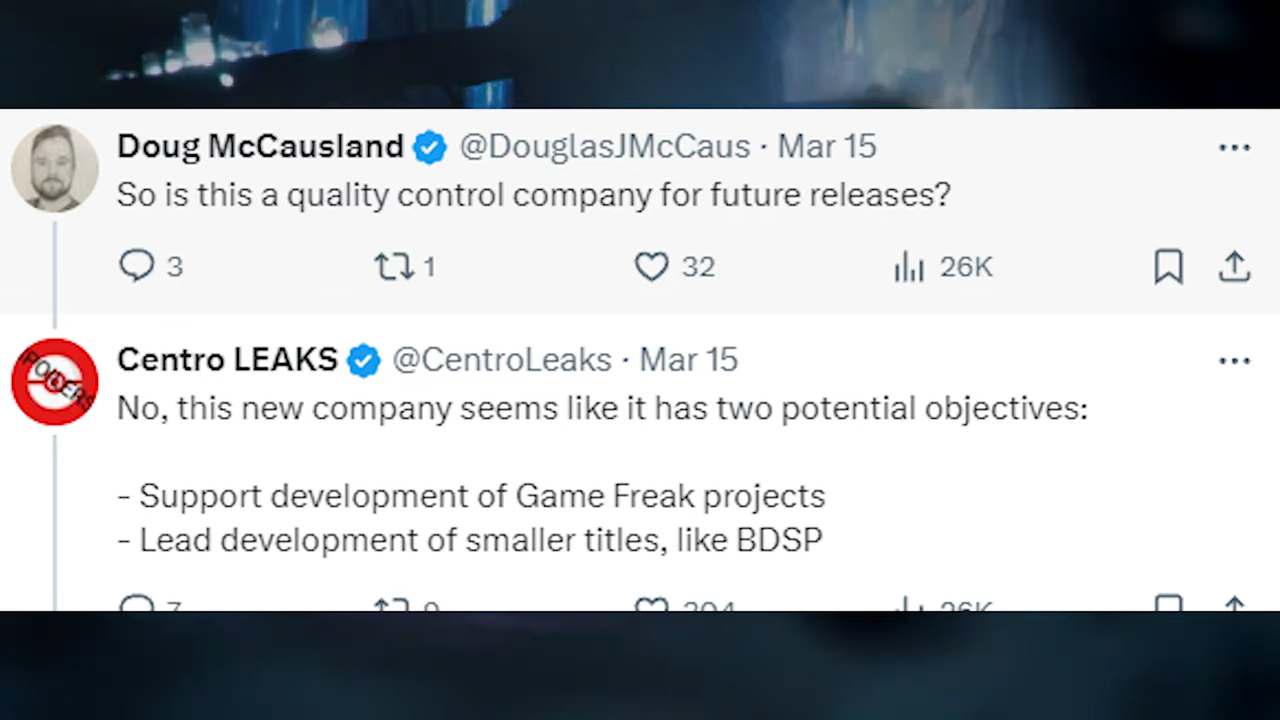 Doug McCausland @DouglasJMcCaus · Mar 15
So is this a quality control company for future releases?
3 1 32 26K
Centro LEAKS @CentroLeaks · Mar 15
No, this new company seems like it has two potential objectives:
- Support development of Game Freak projects
- Lead development of smaller titles, like BDSP